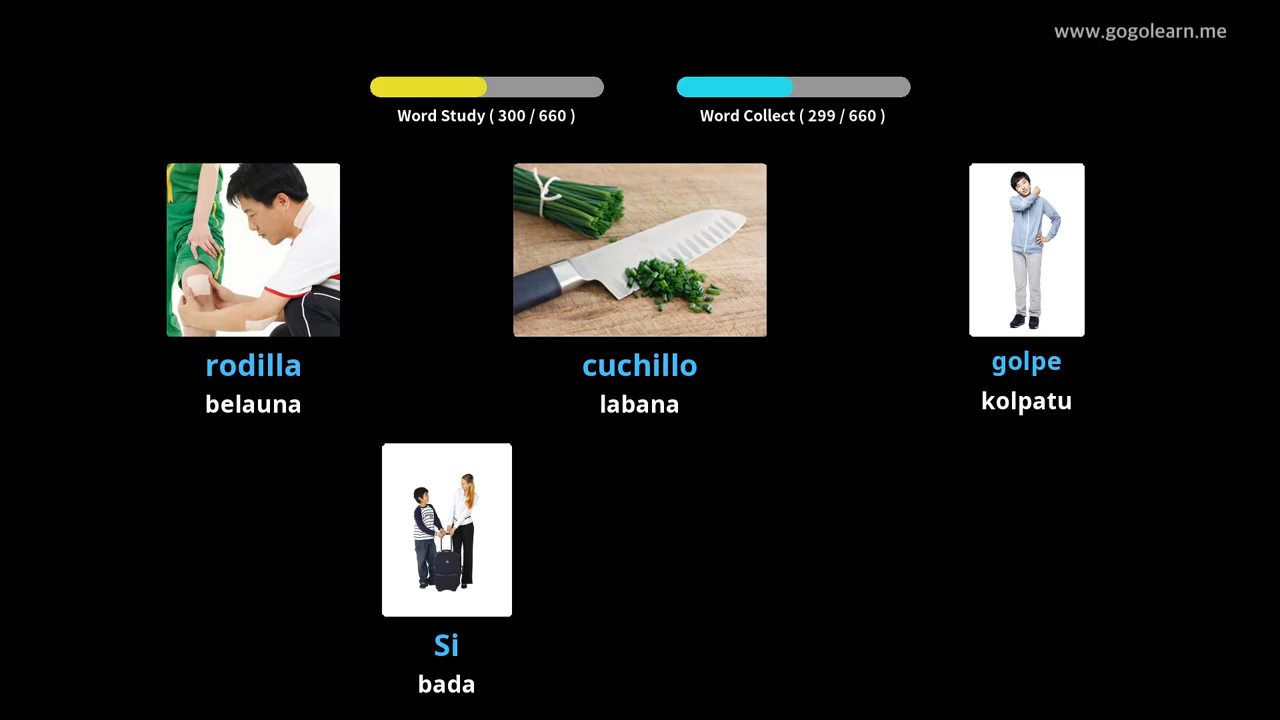 www.gogolearn.me
Word Study ( 300 / 660 )
Word Collect ( 299 / 660 )
rodilla
belauna
cuchillo
labana
golpe
kolpatu
Si
bada